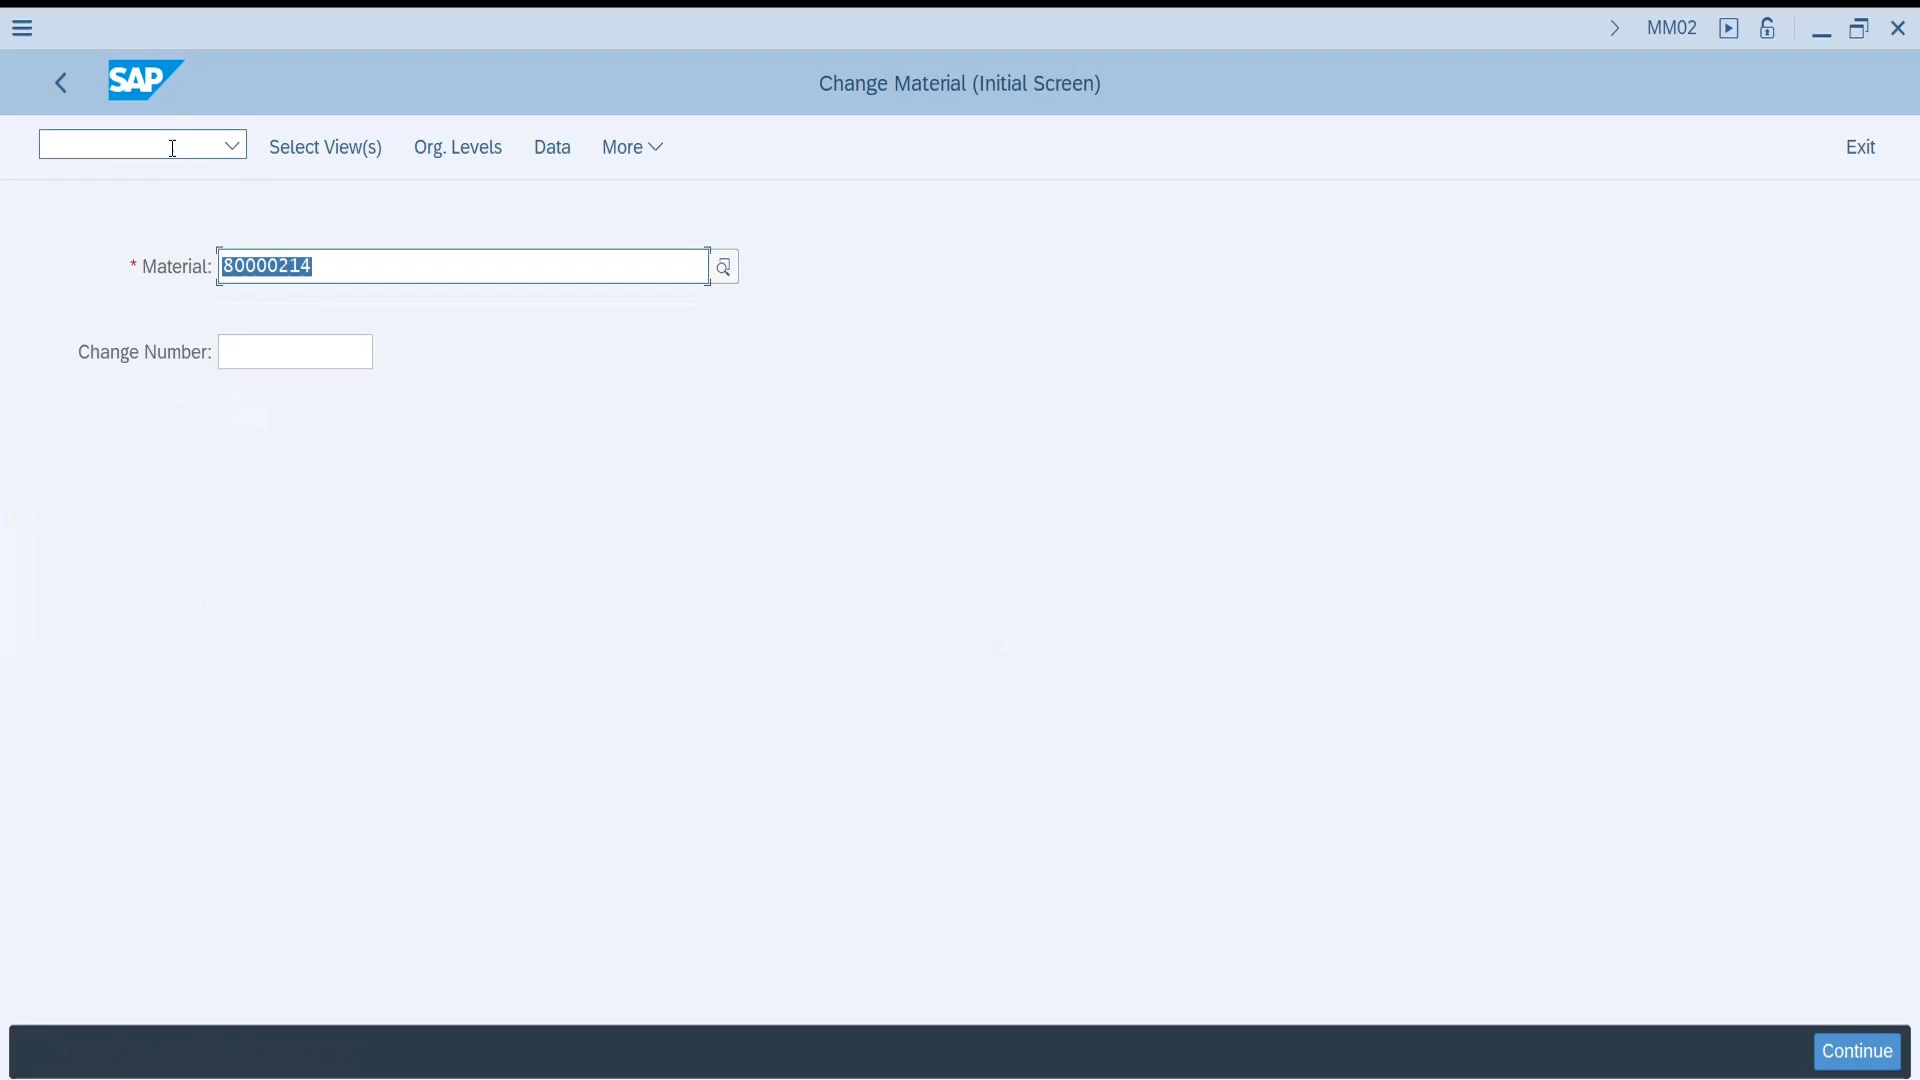 MM02
SAP
Change Material (Initial Screen)
Select View(s) Org. Levels Data More Exit
* Material: 80000214
Change Number:
Continue